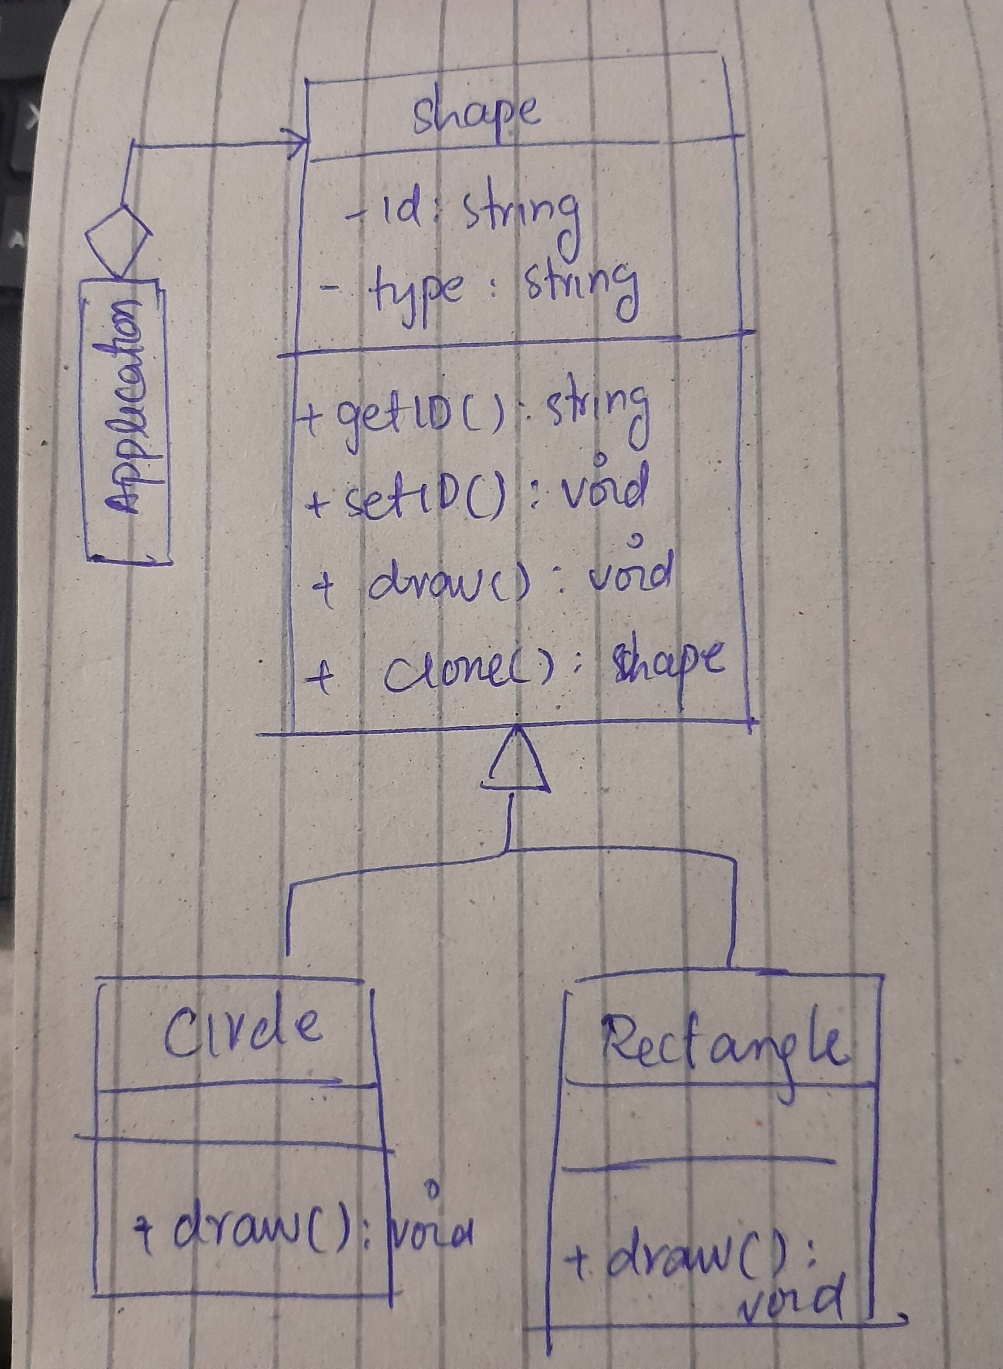 shape
- id : string
- type : string
+ getID() : string
+ setID() : void
+ draw() : void
+ clone() : shape
Application
Circle
+ draw() : void
Rectangle
+ draw() :
void